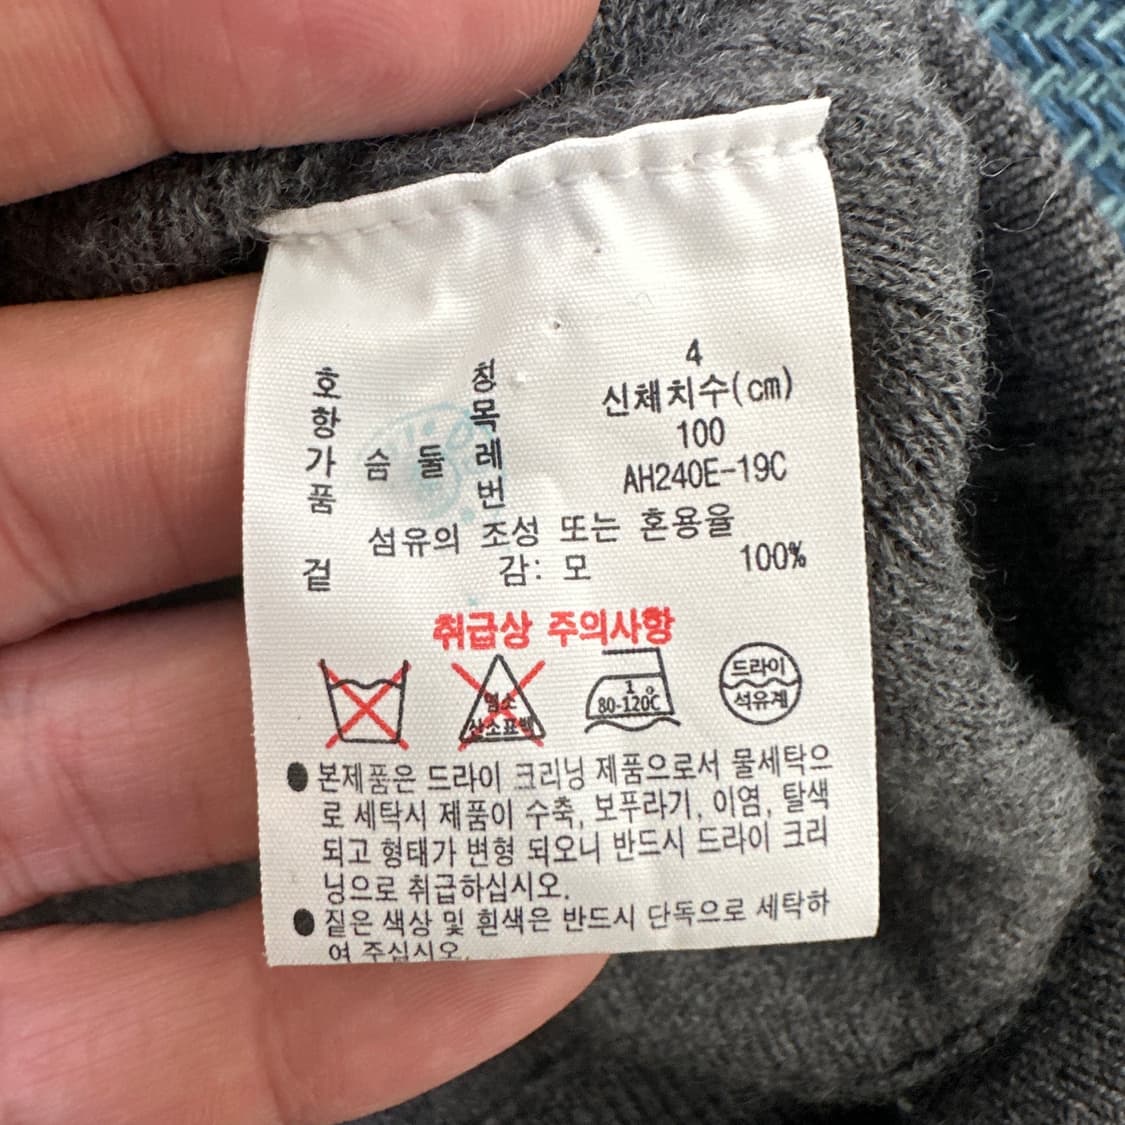 호 칭 4
항 목 신체치수(cm)
가 슴 둘 레 100
품 번 AH240E-19C
섬유의 조성 또는 혼용율
겉 감: 모 100%
취급상 주의사항
염소
산소표백
1
80-120℃
드라이
석유계
● 본제품은 드라이 크리닝 제품으로서 물세탁으
로 세탁시 제품이 수축, 보푸라기, 이염, 탈색
되고 형태가 변형 되오니 반드시 드라이 크리
닝으로 취급하십시오.
● 짙은 색상 및 흰색은 반드시 단독으로 세탁하
여 주십시오.